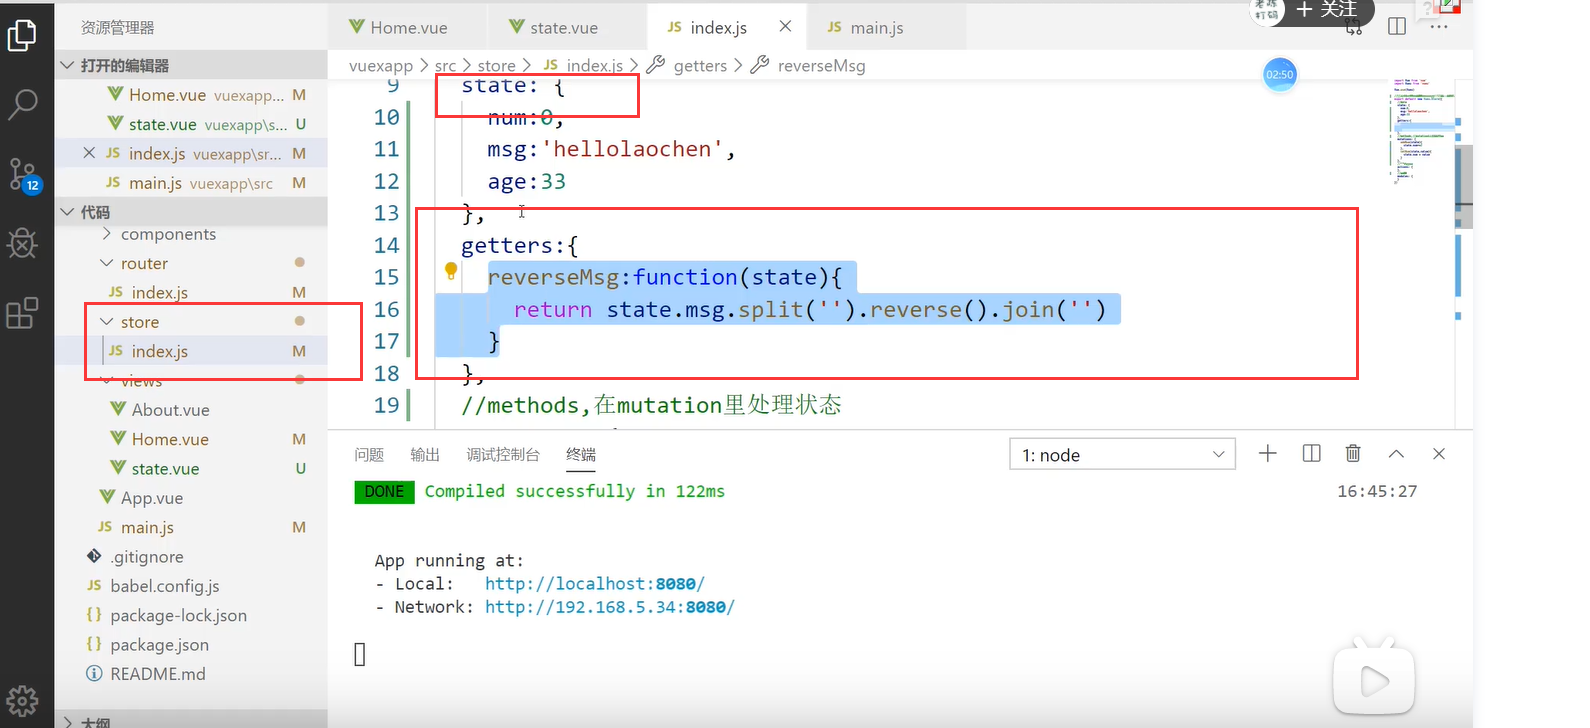 资源管理器
打开的编辑器
Home.vue vuexapp... M
state.vue vuexapp\s... U
JS index.js vuexapp\sr... M
JS main.js vuexapp\src M
代码
components
router
JS index.js M
store
JS index.js M
views
About.vue
Home.vue M
state.vue U
App.vue
JS main.js M
.gitignore
JS babel.config.js
{} package-lock.json
{} package.json
README.md
大纲
12
Home.vue
state.vue
JS index.js
JS main.js
+ 关注
02:50
vuexapp > src > store > JS index.js > getters > reverseMsg
9 state: {
10 num:0,
11 msg:'hellolaochen',
12 age:33
13 },
14 getters:{
15 reverseMsg:function(state){
16 return state.msg.split('').reverse().join('')
17 }
18 },
19 //methods,在mutation里处理状态
问题 输出 调试控制台 终端
1: node
DONE Compiled successfully in 122ms 16:45:27
App running at:
- Local: http://localhost:8080/
- Network: http://192.168.5.34:8080/